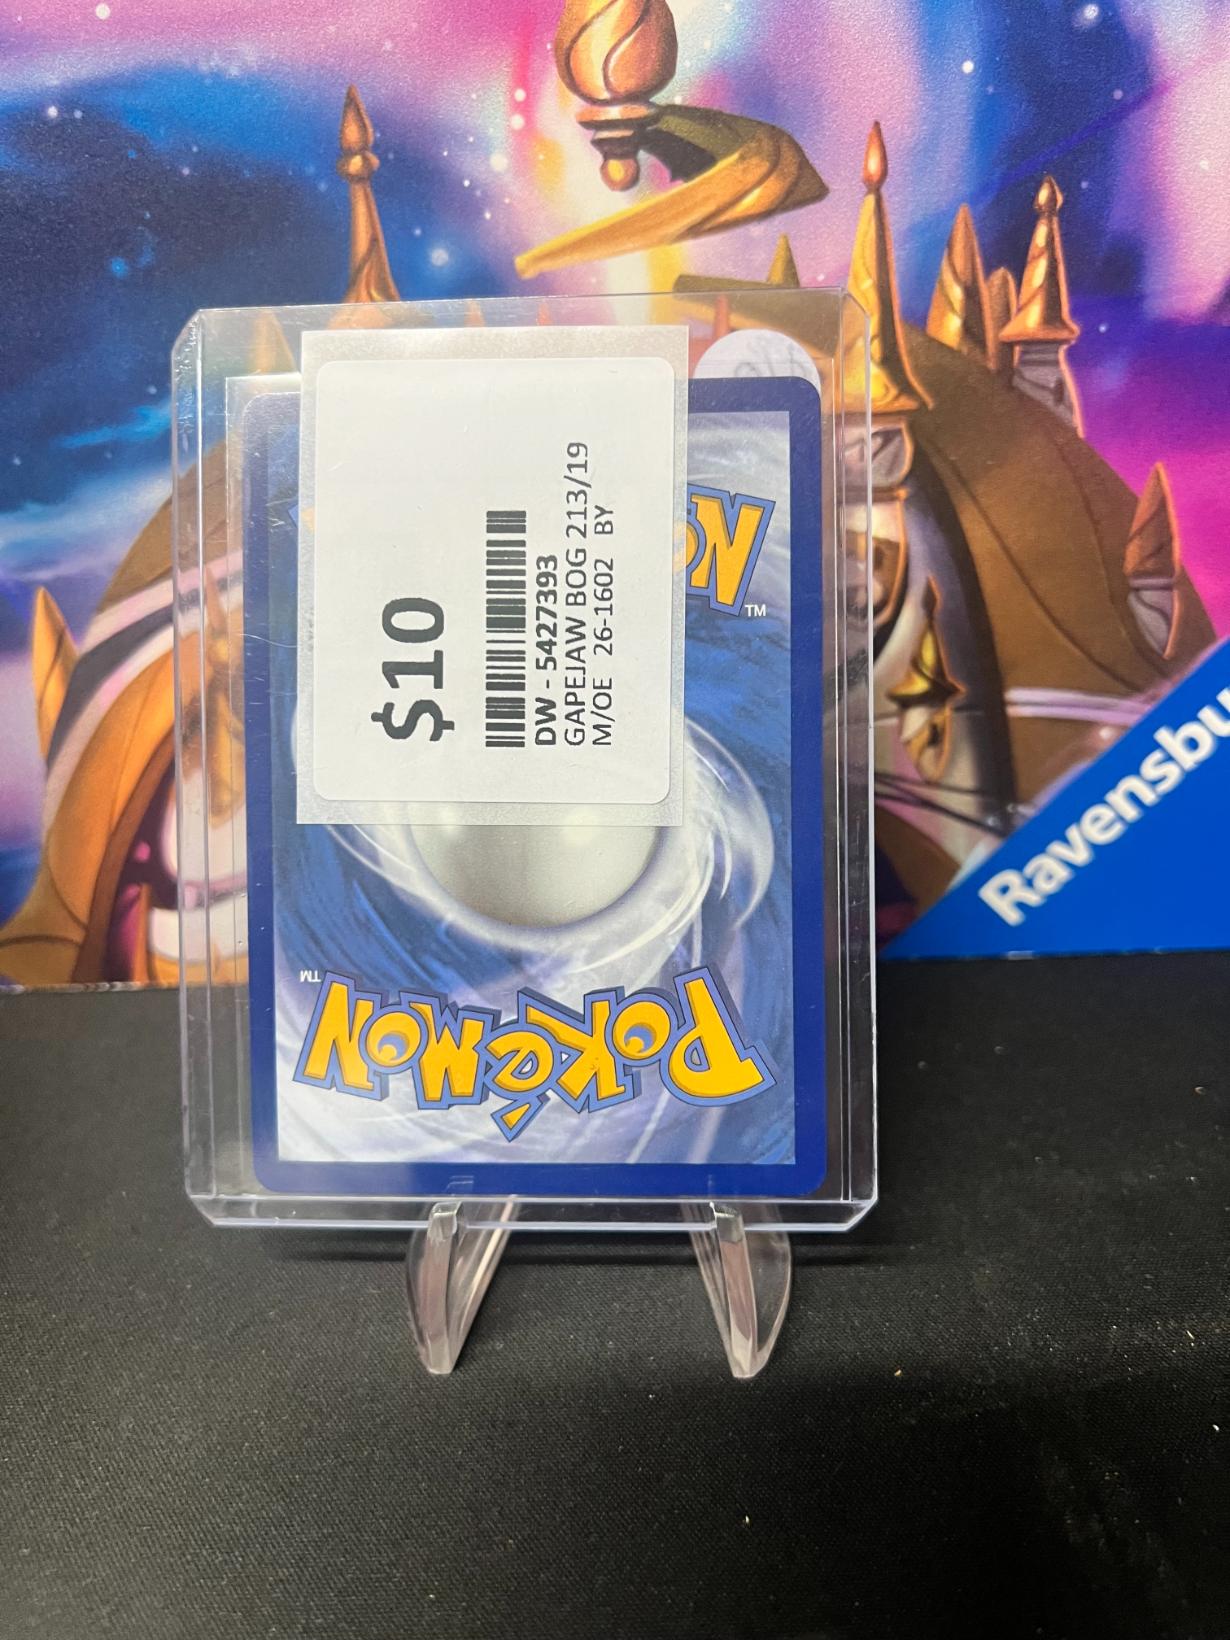 $10
DW - 5427393
GAPEJAW BOG 213/19
M/OE 26-1602 BY
TM
Pokémon
TM
Ravensbu